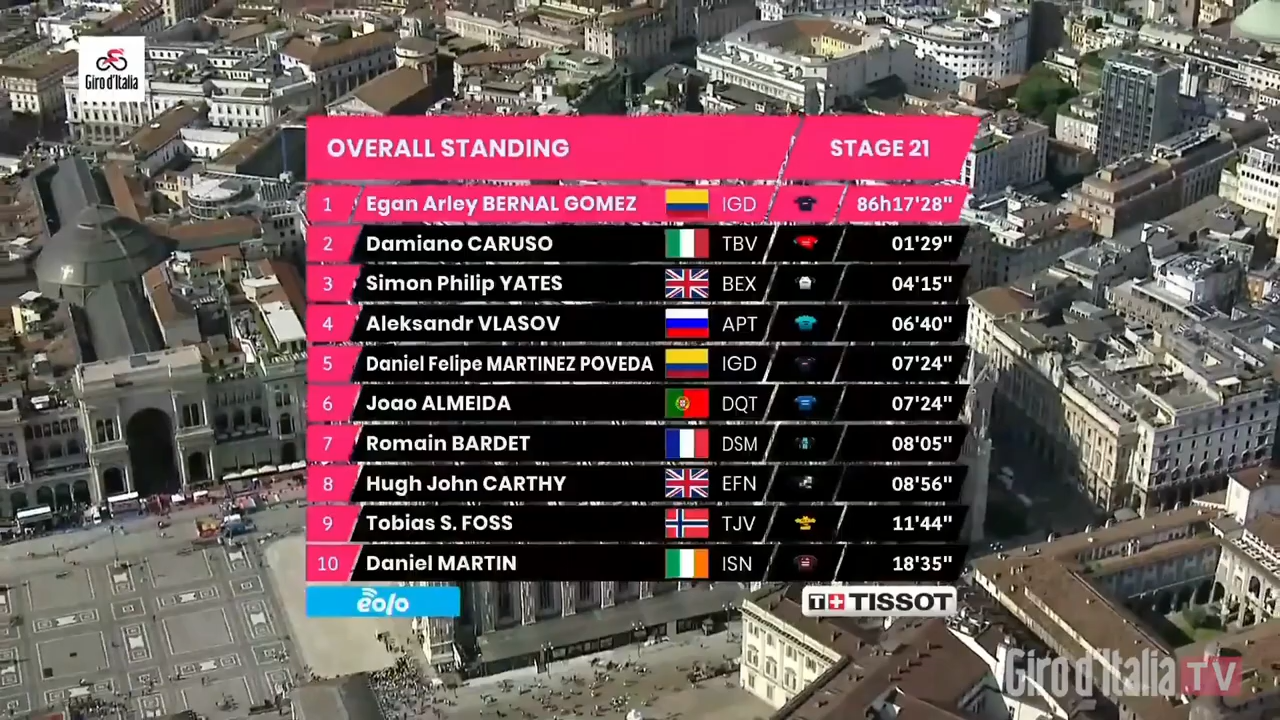 Giro d'Italia
OVERALL STANDING STAGE 21
1 Egan Arley BERNAL GOMEZ IGD 86h17'28"
2 Damiano CARUSO TBV 01'29"
3 Simon Philip YATES BEX 04'15"
4 Aleksandr VLASOV APT 06'40"
5 Daniel Felipe MARTINEZ POVEDA IGD 07'24"
6 Joao ALMEIDA DQT 07'24"
7 Romain BARDET DSM 08'05"
8 Hugh John CARTHY EFN 08'56"
9 Tobias S. FOSS TJV 11'44"
10 Daniel MARTIN ISN 18'35"
eolo T+ TISSOT
Giro d'Italia TV